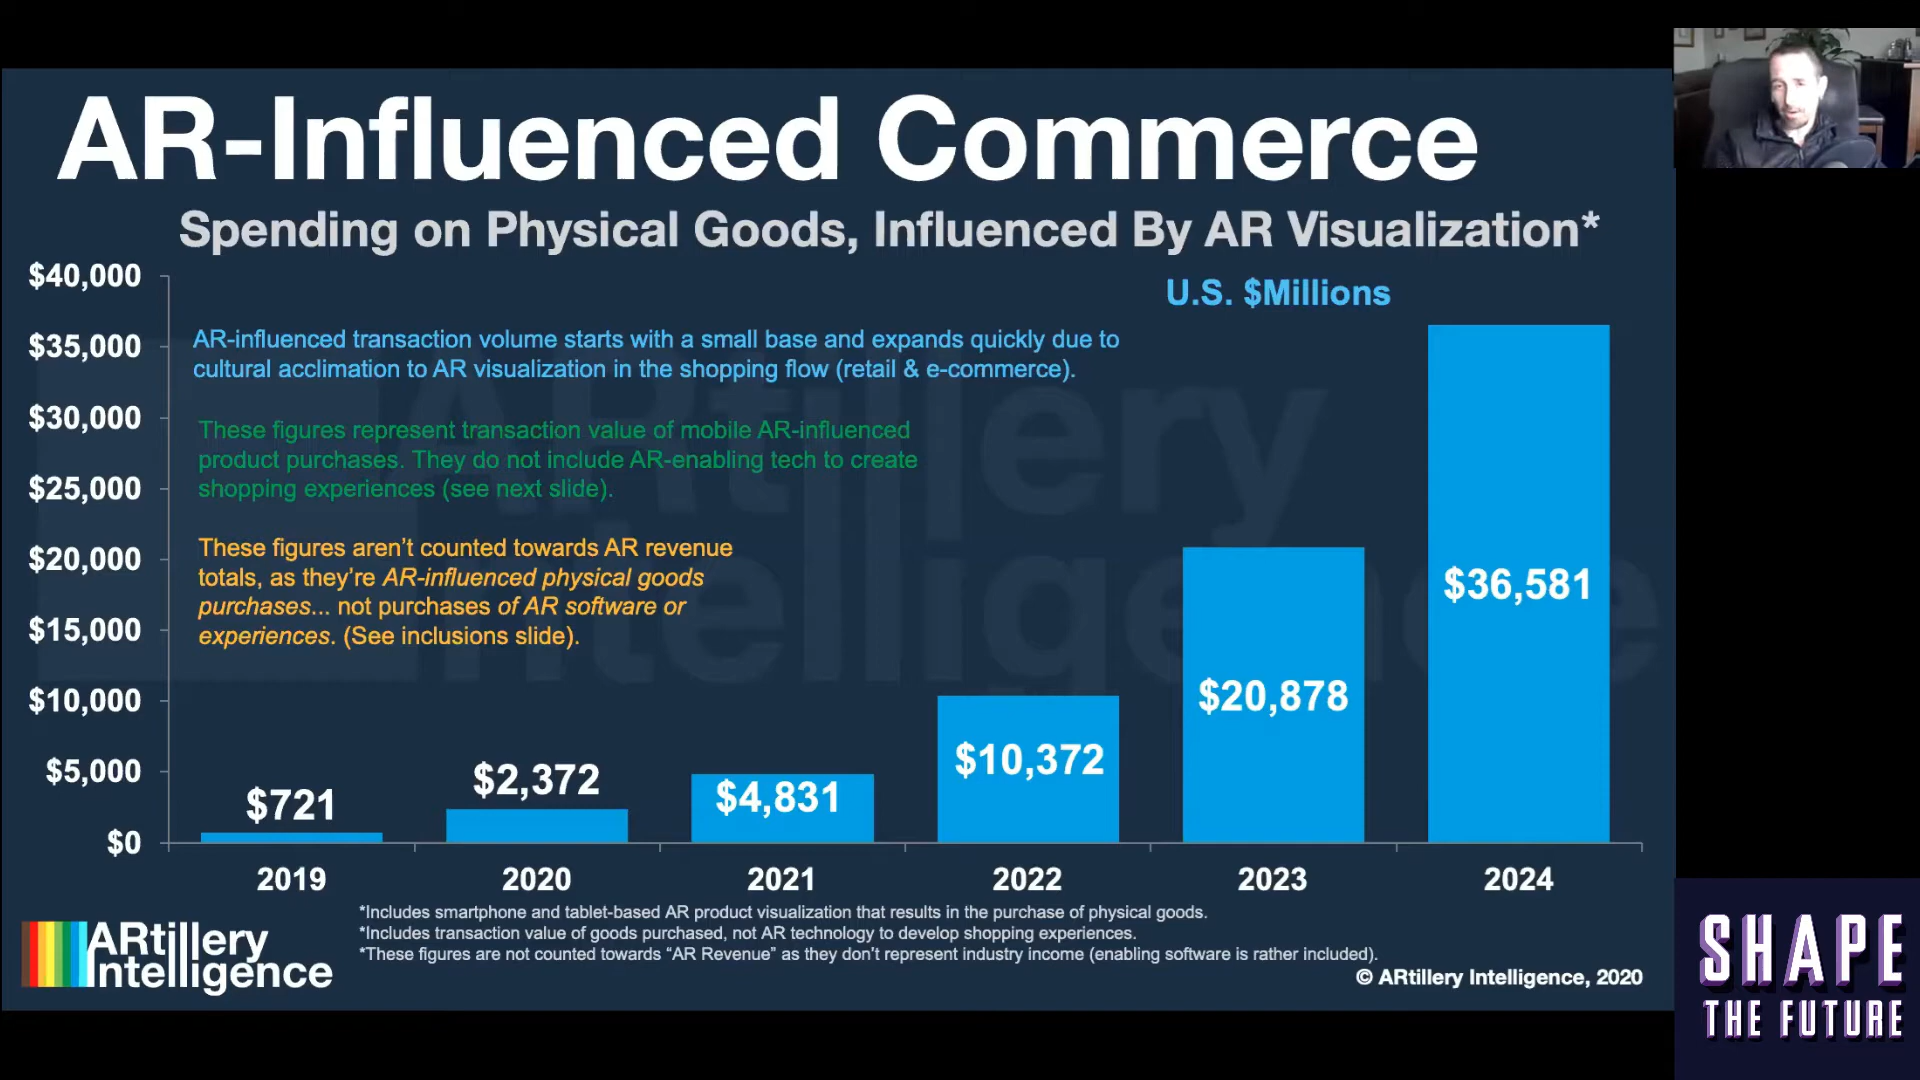 AR-Influenced Commerce
Spending on Physical Goods, Influenced By AR Visualization*
U.S. $Millions
$40,000
$35,000
$30,000
$25,000
$20,000
$15,000
$10,000
$5,000
$0
AR-influenced transaction volume starts with a small base and expands quickly due to
cultural acclimation to AR visualization in the shopping flow (retail & e-commerce).
These figures represent transaction value of mobile AR-influenced
product purchases. They do not include AR-enabling tech to create
shopping experiences (see next slide).
These figures aren’t counted towards AR revenue
totals, as they’re AR-influenced physical goods
purchases... not purchases of AR software or
experiences. (See inclusions slide).
ARtillery
Intelligence
$721
$2,372
$4,831
$10,372
$20,878
$36,581
2019
2020
2021
2022
2023
2024
*Includes smartphone and tablet-based AR product visualization that results in the purchase of physical goods.
*Includes transaction value of goods purchased, not AR technology to develop shopping experiences.
*These figures are not counted towards “AR Revenue” as they don’t represent industry income (enabling software is rather included).
© ARtillery Intelligence, 2020
ARtillery
Intelligence
SHAPE
THE FUTURE